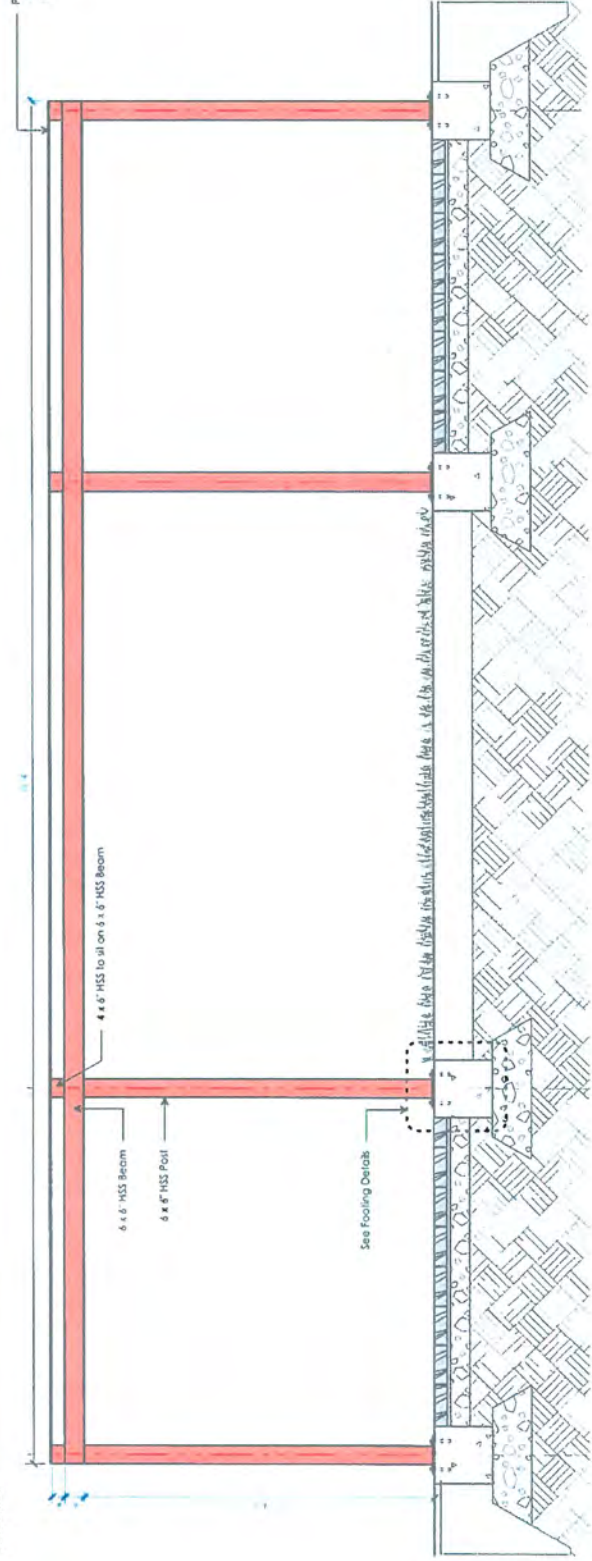 4 x 6" HSS to sit on 6 x 6" HSS Beam
6 x 6" HSS Beam
6 x 6" HSS Post
See Footing Details